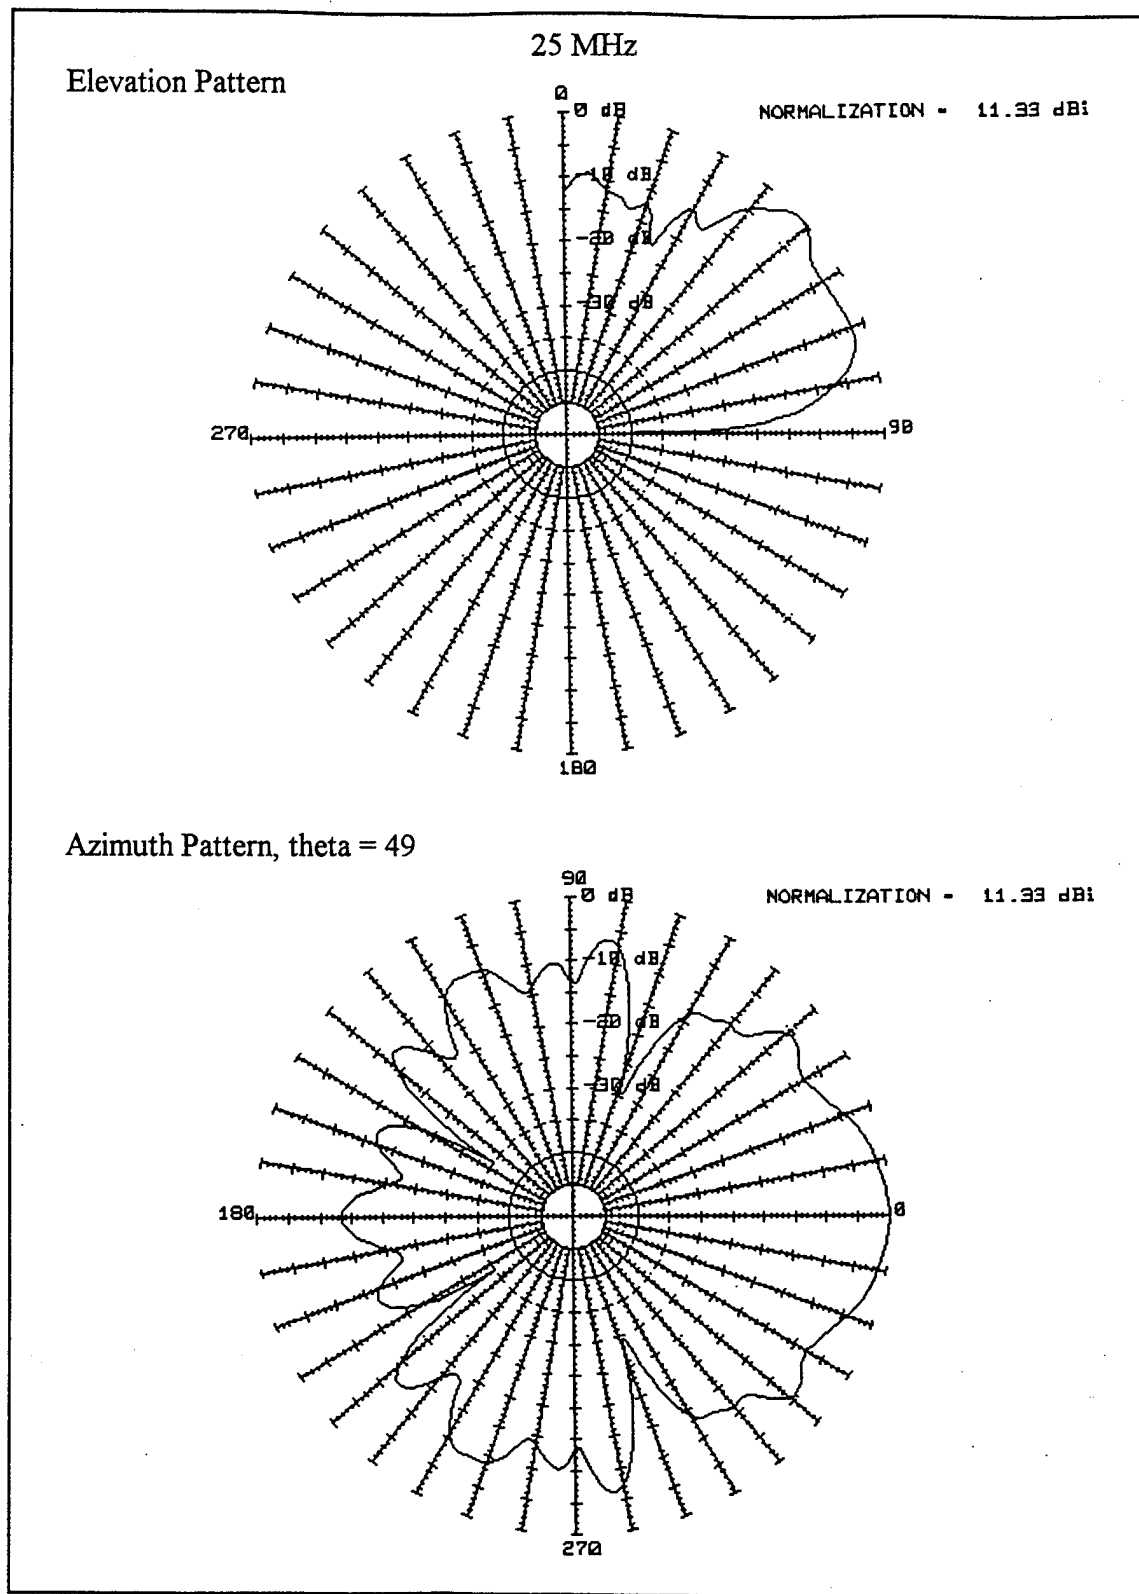 25 MHz
Elevation Pattern
0
0 dB
NORMALIZATION - 11.33 dBi
-10 dB
-20 dB
-30 dB
270
90
180
Azimuth Pattern, theta = 49
90
0 dB
NORMALIZATION - 11.33 dBi
-10 dB
-20 dB
-30 dB
180
0
270